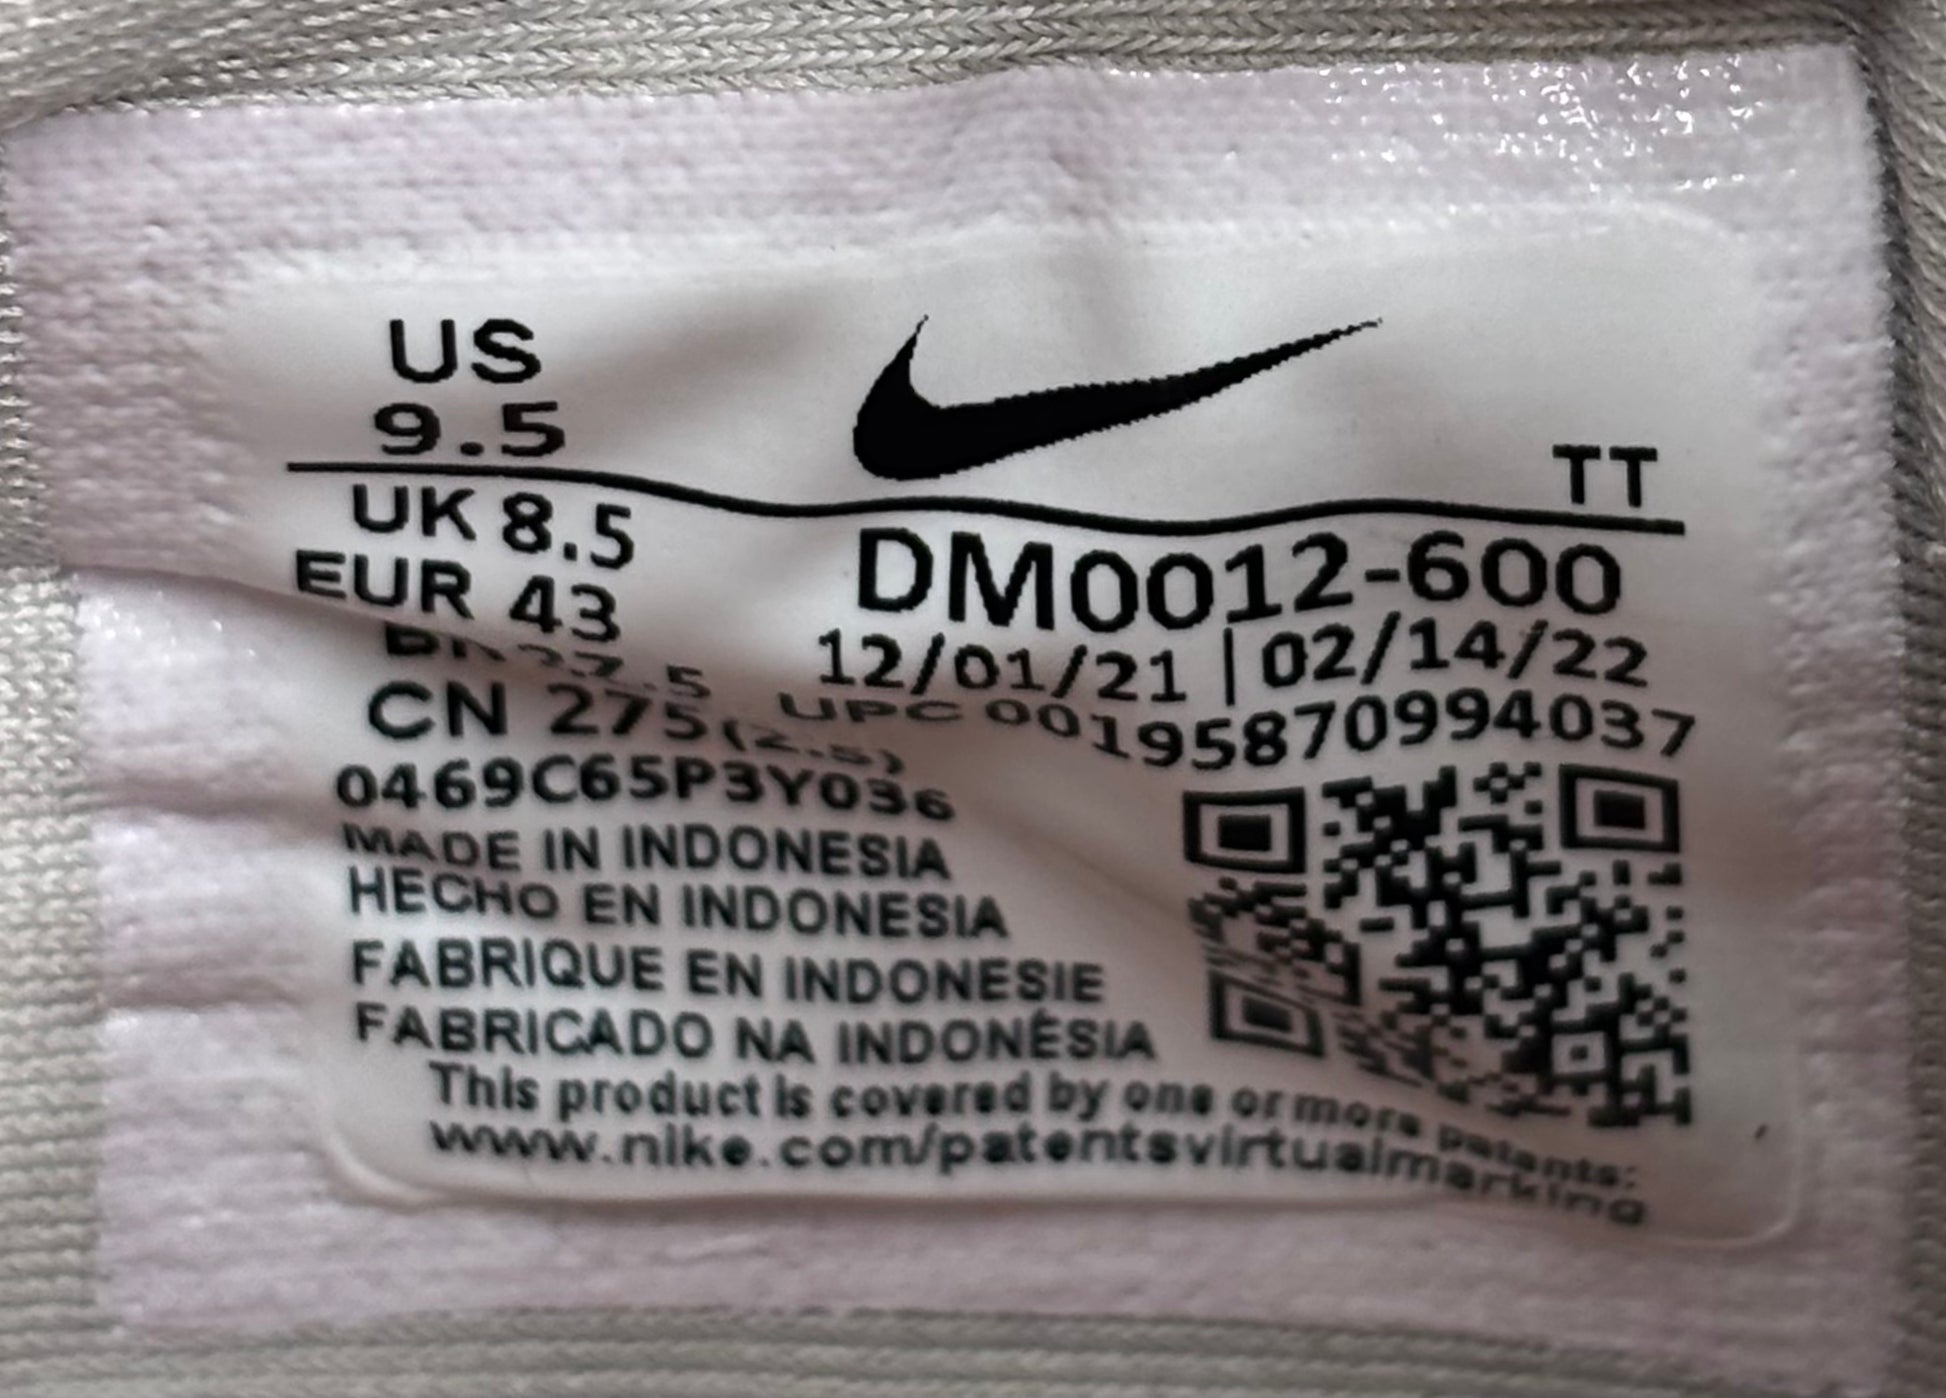 US
9.5
TT
UK 8.5
EUR 43
DM0012-600
12/01/21 | 02/14/22
UPC 00195870994037
CN 275(2.5)
0469C65P3Y036
MADE IN INDONESIA
HECHO EN INDONESIA
FABRIQUE EN INDONESIE
FABRICADO NA INDONÉSIA
This product is covered by one or more patents:
www.nike.com/patentsvirtualmarking